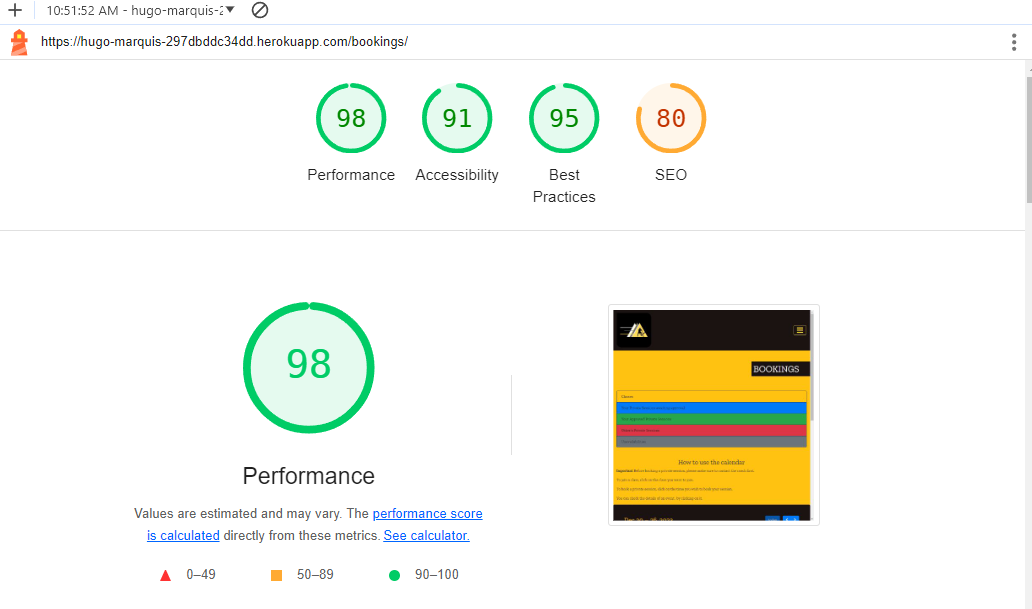 10:51:52 AM - hugo-marquis-2
https://hugo-marquis-297dbddc34dd.herokuapp.com/bookings/
98 91 95 80
Performance Accessibility Best Practices SEO
98
Performance
Values are estimated and may vary. The performance score
is calculated directly from these metrics. See calculator.
0–49 50–89 90–100
BOOKINGS
How to use the calendar